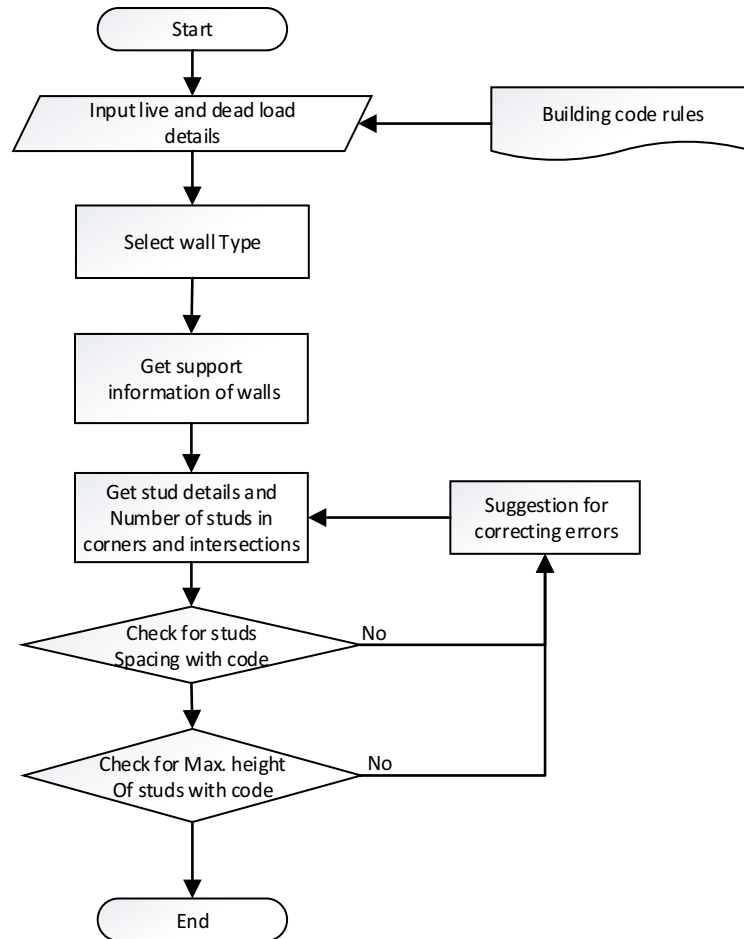 Start
Input live and dead load
details
Building code rules
Select wall Type
Get support
information of walls
Get stud details and
Number of studs in
corners and intersections
Suggestion for
correcting errors
Check for studs
Spacing with code
No
Check for Max. height
Of studs with code
No
End